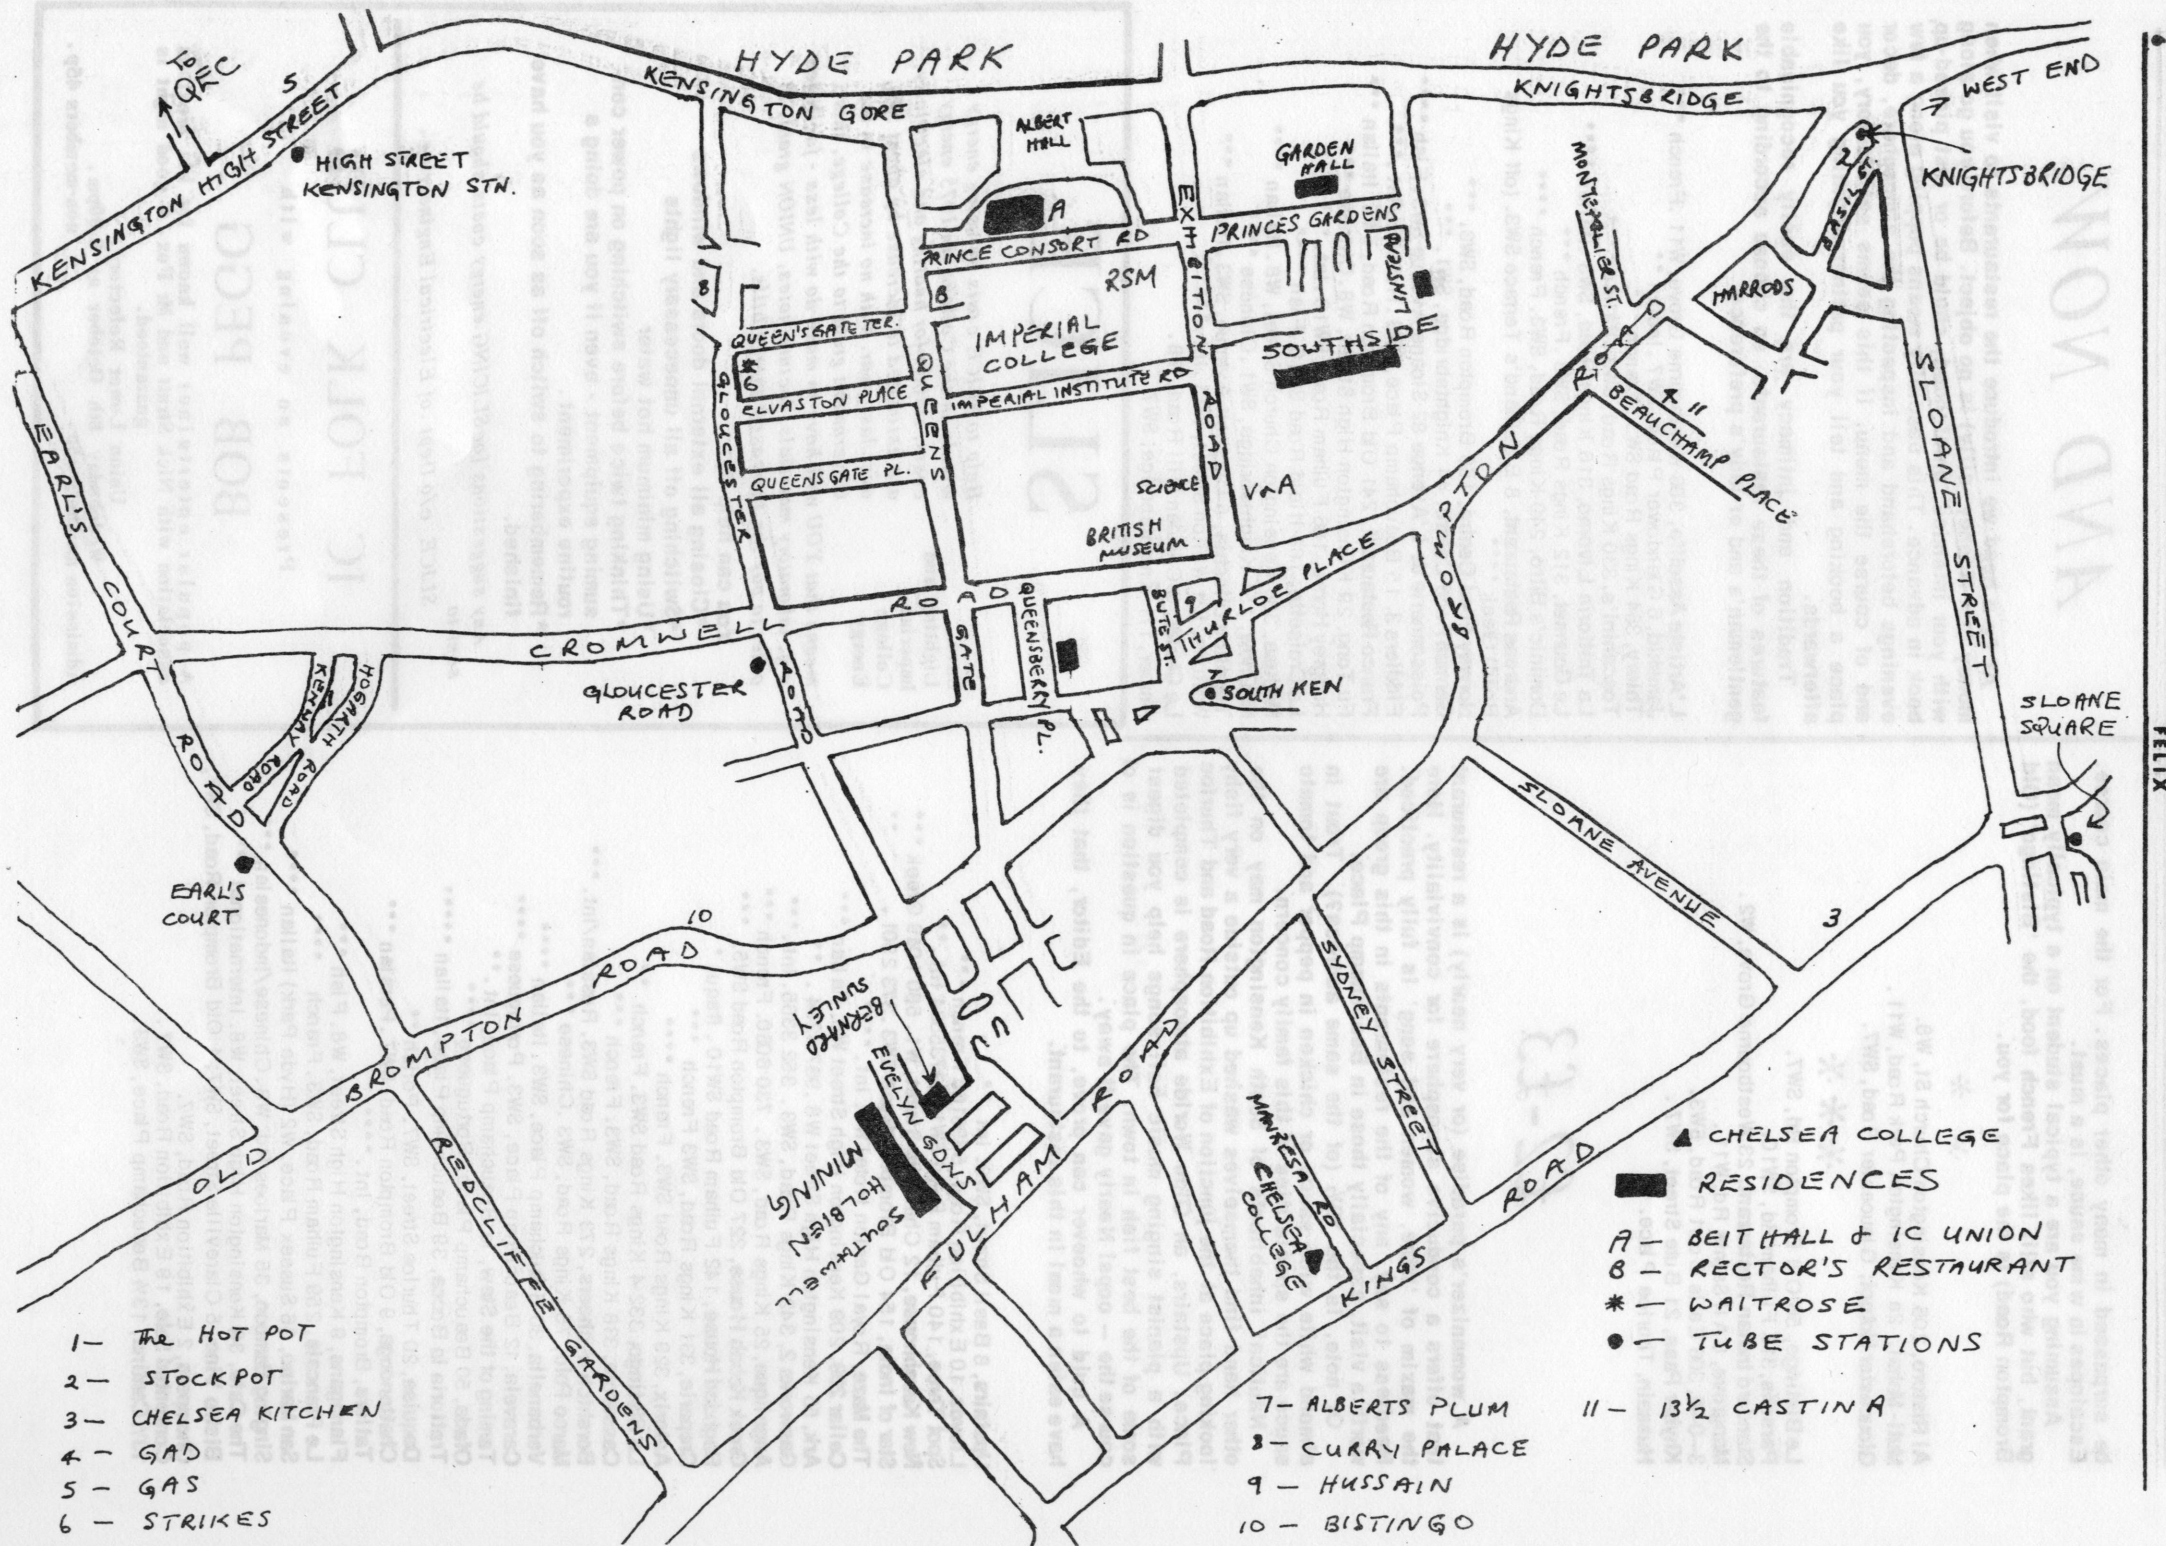 HYDE PARK
HYDE PARK
TO QEC
5
KENSINGTON HIGH STREET
HIGH STREET
KENSINGTON STN.
KENSINGTON GORE
KNIGHTSBRIDGE
WEST END
ALBERT
HALL
GARDEN
HALL
A
PRINCE CONSORT RD
PRINCES GARDENS
EXHIBITION ROAD
MONTPELIER ST.
2
BASIL ST
KNIGHTSBRIDGE
HARRODS
RSM
8
B
IMPERIAL
COLLEGE
QUEEN'S GATE TER.
*
6
ELVASTON PLACE
IMPERIAL INSTITUTE RD
SOUTHSIDE
LINSTEAD
GLOUCESTER ROAD
QUEENS GATE
QUEENSGATE PL.
SCIENCE
V&A
BRITISH
MUSEUM
BROMPTON ROAD
4 11
BEAUCHAMP PLACE
SLOANE STREET
EARL'S COURT ROAD
CROMWELL ROAD
QUEENSBERRY PL.
BUTE ST.
9
THURLOE PLACE
1
SOUTH KEN
GLOUCESTER
ROAD
KENWAY ROAD
HOGARTH ROAD
EARL'S
COURT
SLOANE
SQUARE
SLOANE AVENUE
3
10
OLD BROMPTON ROAD
REDCLIFFE GARDENS
BERNARD
SUNLEY
EVELYN GDNS
MINING
HOLBIEN
SOUTHWELL
FULHAM ROAD
SYDNEY STREET
MANRESA RD
CHELSEA
COLLEGE
KINGS ROAD
FELIX
▲ CHELSEA COLLEGE
RESIDENCES
A — BEIT HALL & IC UNION
B — RECTOR'S RESTAURANT
* — WAITROSE
● — TUBE STATIONS
1 — The HOT POT
2 — STOCKPOT
3 — CHELSEA KITCHEN
4 — GAD
5 — GAS
6 — STRIKES
7 — ALBERTS PLUM
8 — CURRY PALACE
9 — HUSSAIN
10 — BISTINGO
11 — 13½ CASTINA